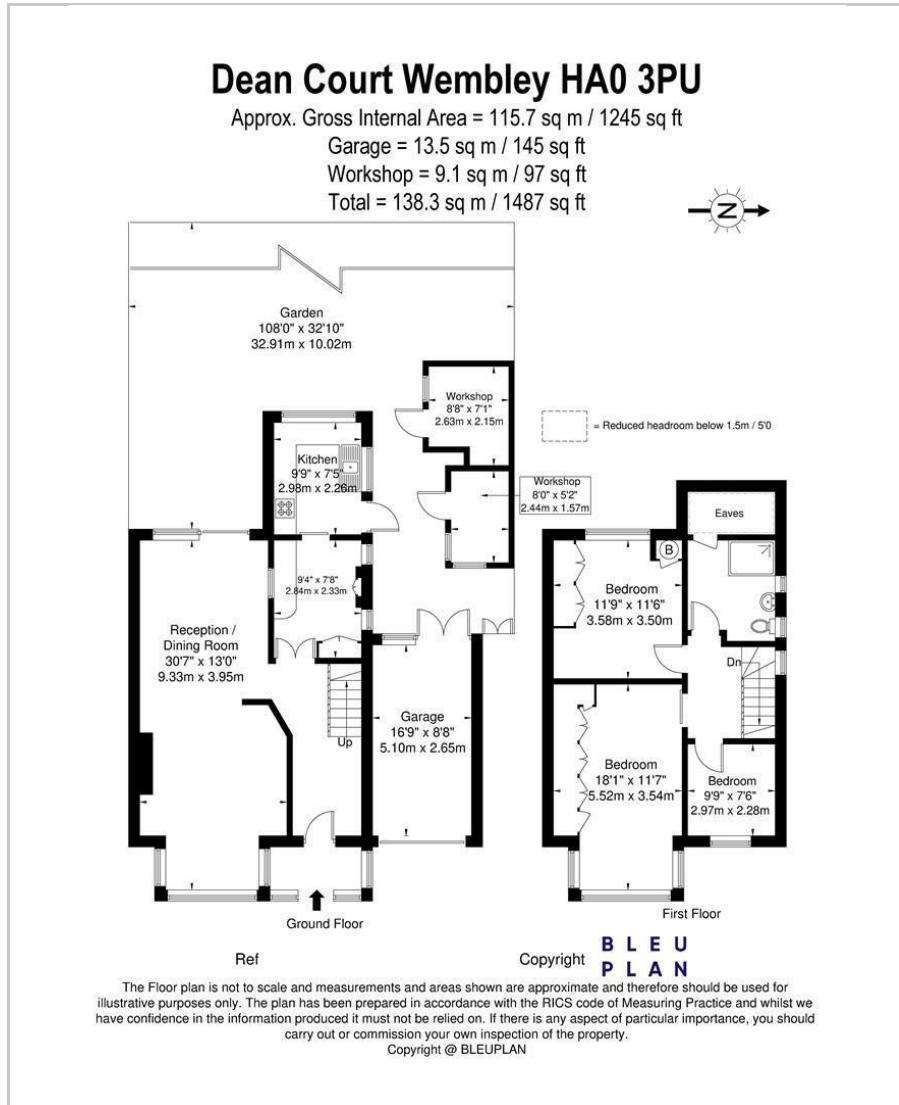 Dean Court Wembley HA0 3PU
Approx. Gross Internal Area = 115.7 sq m / 1245 sq ft
Garage = 13.5 sq m / 145 sq ft
Workshop = 9.1 sq m / 97 sq ft
Total = 138.3 sq m / 1487 sq ft
N
Garden
108'0" x 32'10"
32.91m x 10.02m
Workshop
8'8" x 7'1"
2.63m x 2.15m
= Reduced headroom below 1.5m / 5'0
Kitchen
9'9" x 7'5"
2.98m x 2.26m
Workshop
8'0" x 5'2"
2.44m x 1.57m
Eaves
9'4" x 7'8"
2.84m x 2.33m
B
Bedroom
11'9" x 11'6"
3.58m x 3.50m
Reception /
Dining Room
30'7" x 13'0"
9.33m x 3.95m
Dn
Garage
16'9" x 8'8"
5.10m x 2.65m
Up
Bedroom
18'1" x 11'7"
5.52m x 3.54m
Bedroom
9'9" x 7'6"
2.97m x 2.28m
Ground Floor
First Floor
Ref
Copyright
BLEU
PLAN
The Floor plan is not to scale and measurements and areas shown are approximate and therefore should be used for
illustrative purposes only. The plan has been prepared in accordance with the RICS code of Measuring Practice and whilst we
have confidence in the information produced it must not be relied on. If there is any aspect of particular importance, you should
carry out or commission your own inspection of the property.
Copyright @ BLEUPLAN